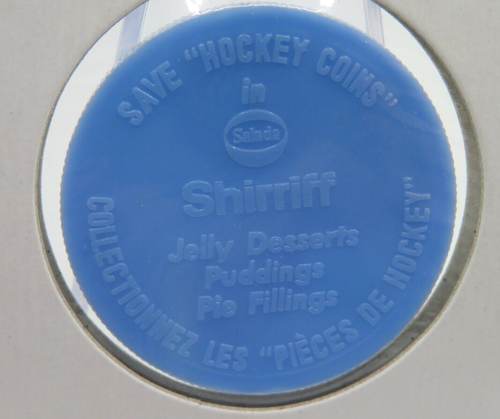 SAVE "HOCKEY COINS"
in
Salada
Shirriff
Jelly Desserts
Puddings
Pie Fillings
COLLECTIONNEZ LES "PIÈCES DE HOCKEY"